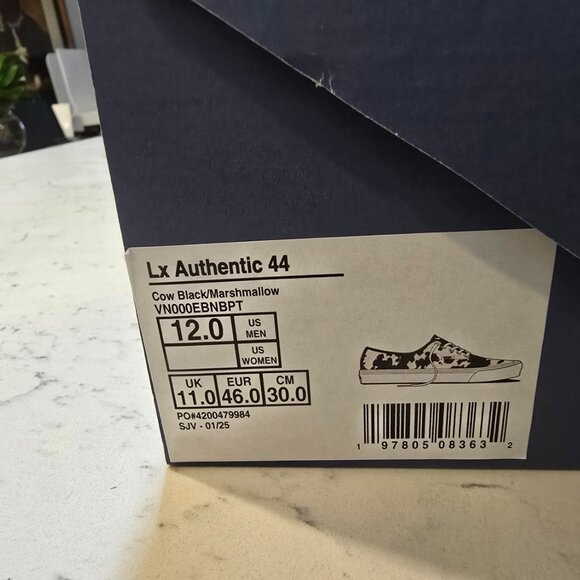 Lx Authentic 44
Cow Black/Marshmallow
VN000EBNBPT
12.0 US MEN
US WOMEN
UK EUR CM
11.0 46.0 30.0
PO#4200479984
SJV - 01/25
1 97805 08363 2